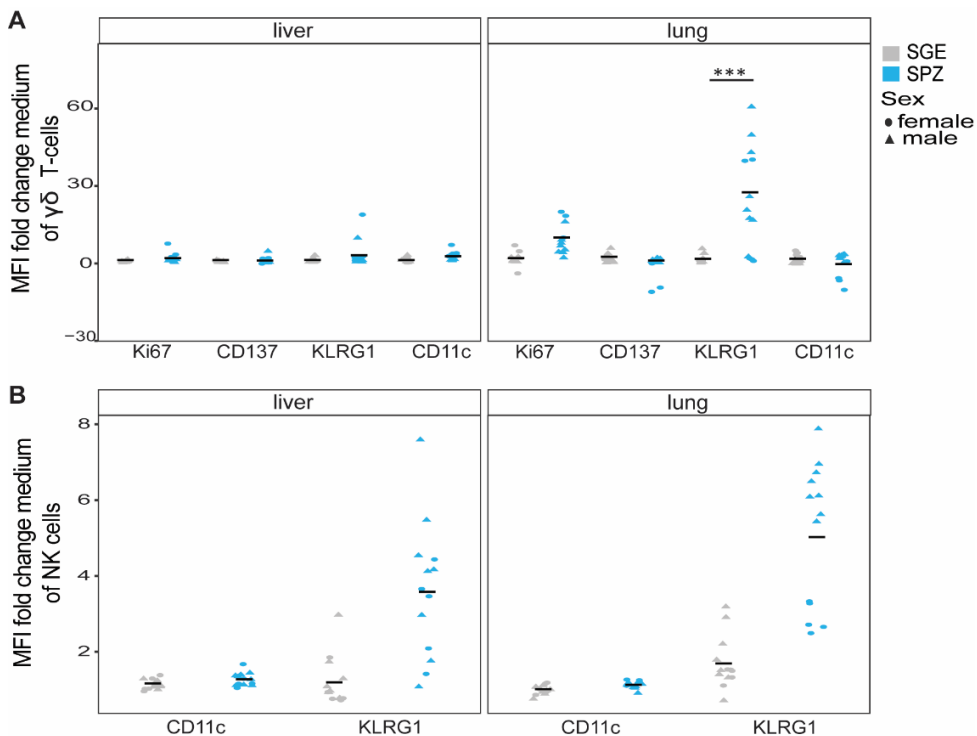 A
liver
lung
SGE
SPZ
Sex
female
male
MFI fold change medium
of γδ T-cells
60
30
0
−30
***
Ki67 CD137 KLRG1 CD11c
Ki67 CD137 KLRG1 CD11c
B
liver
lung
MFI fold change medium
of NK cells
8
6
4
2
CD11c KLRG1
CD11c KLRG1